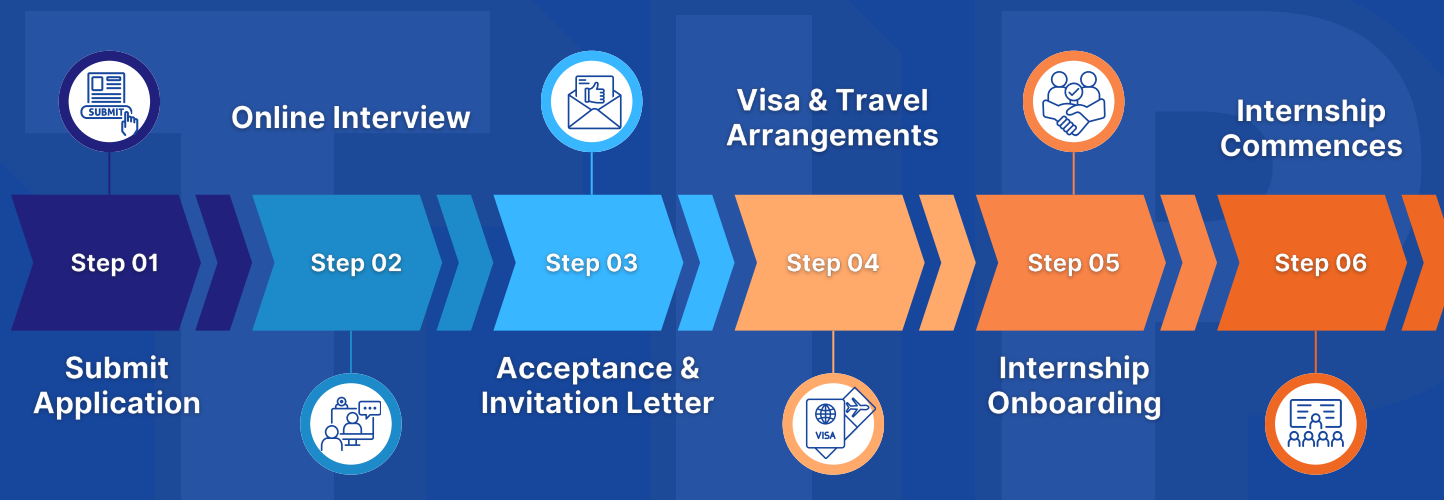 SUBMIT
Step 01
Submit
Application
Online Interview
Step 02
Step 03
Acceptance &
Invitation Letter
Visa & Travel
Arrangements
Step 04
VISA
Step 05
Internship
Onboarding
Internship
Commences
Step 06